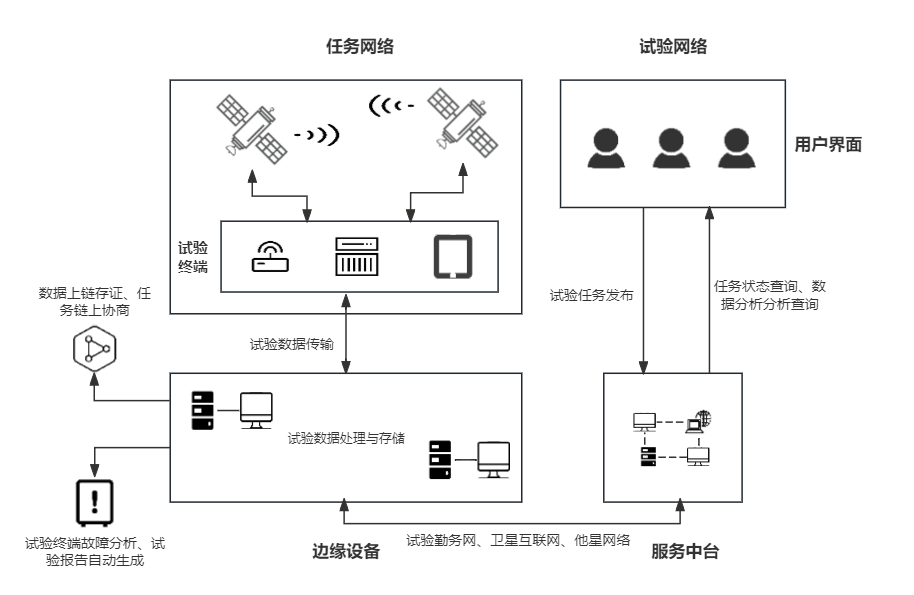 任务网络
试验网络
用户界面
试验
终端
数据上链存证、任
务链上协商
试验任务发布
任务状态查询、数
据分析分析查询
试验数据传输
试验数据处理与存储
试验终端故障分析、试
验报告自动生成
边缘设备
试验勤务网、卫星互联网、他星网络
服务中台